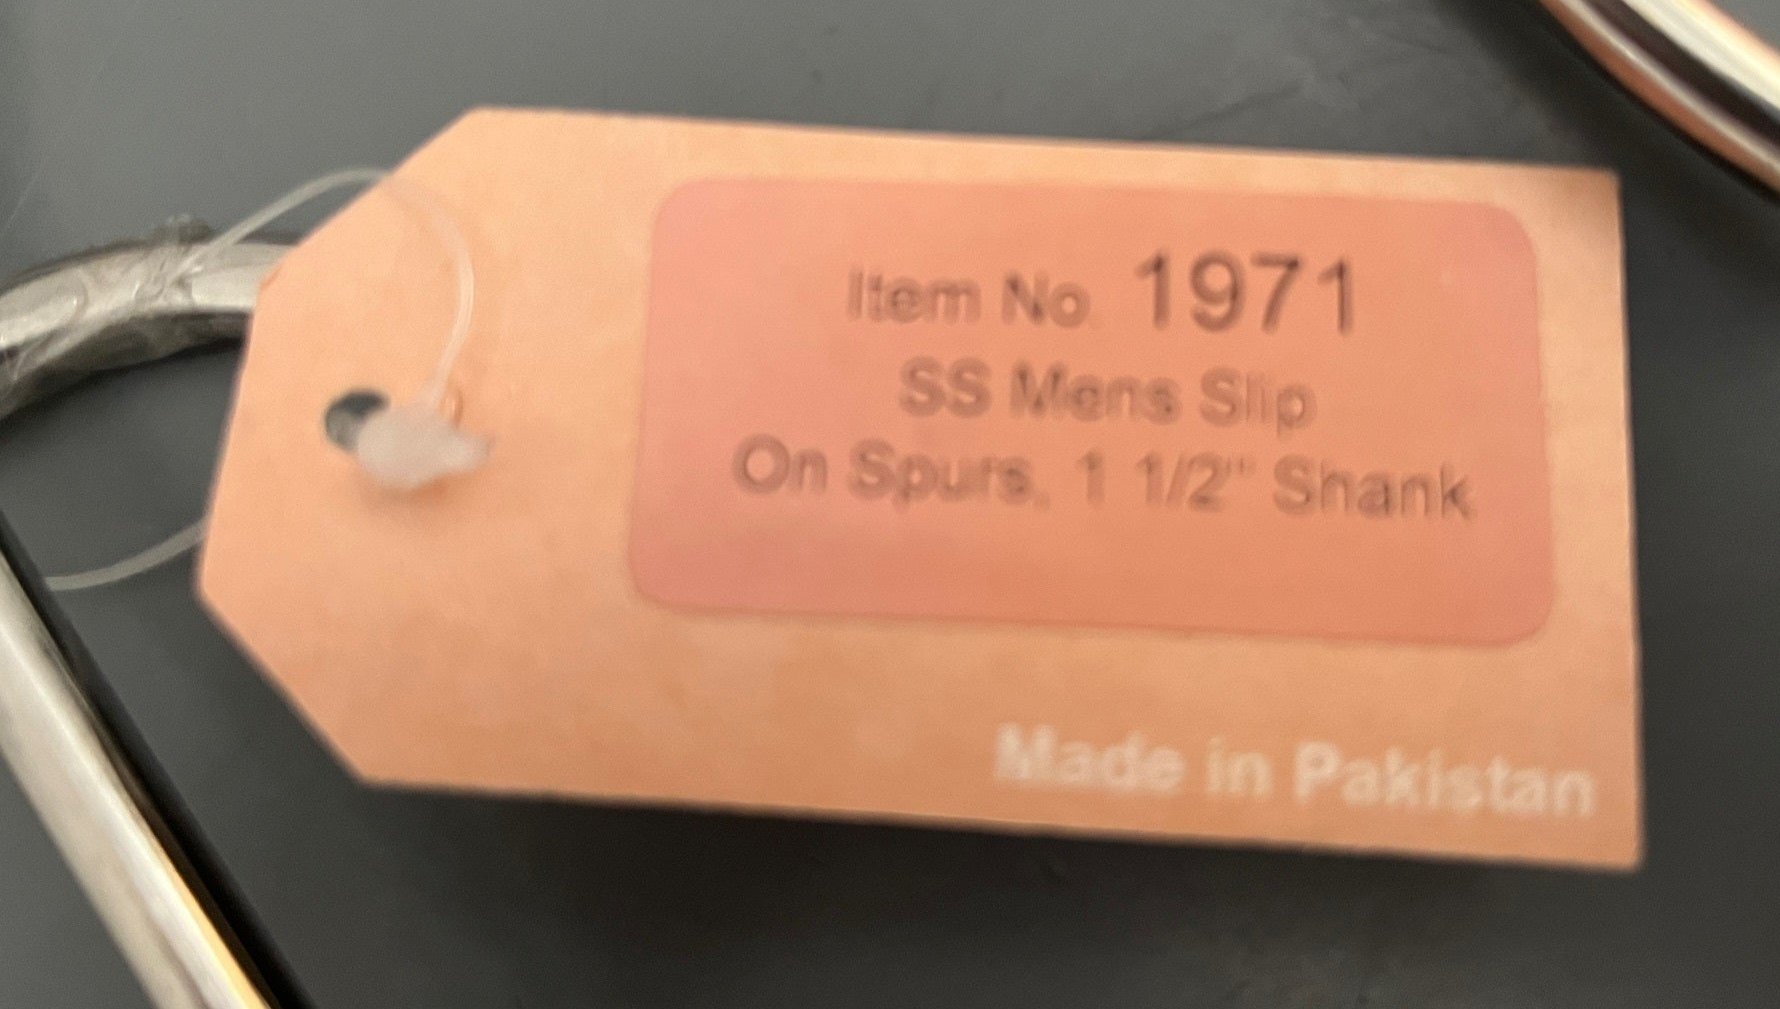 Item No. 1971
SS Mens Slip
On Spurs, 1 1/2" Shank
Made in Pakistan